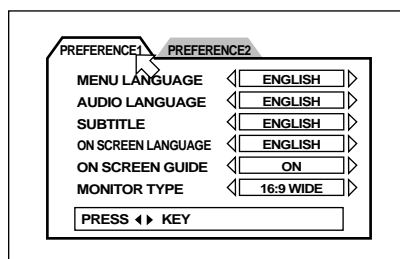 PREFERENCE1 PREFERENCE2
MENU LANGUAGE ENGLISH
AUDIO LANGUAGE ENGLISH
SUBTITLE ENGLISH
ON SCREEN LANGUAGE ENGLISH
ON SCREEN GUIDE ON
MONITOR TYPE 16:9 WIDE
PRESS KEY